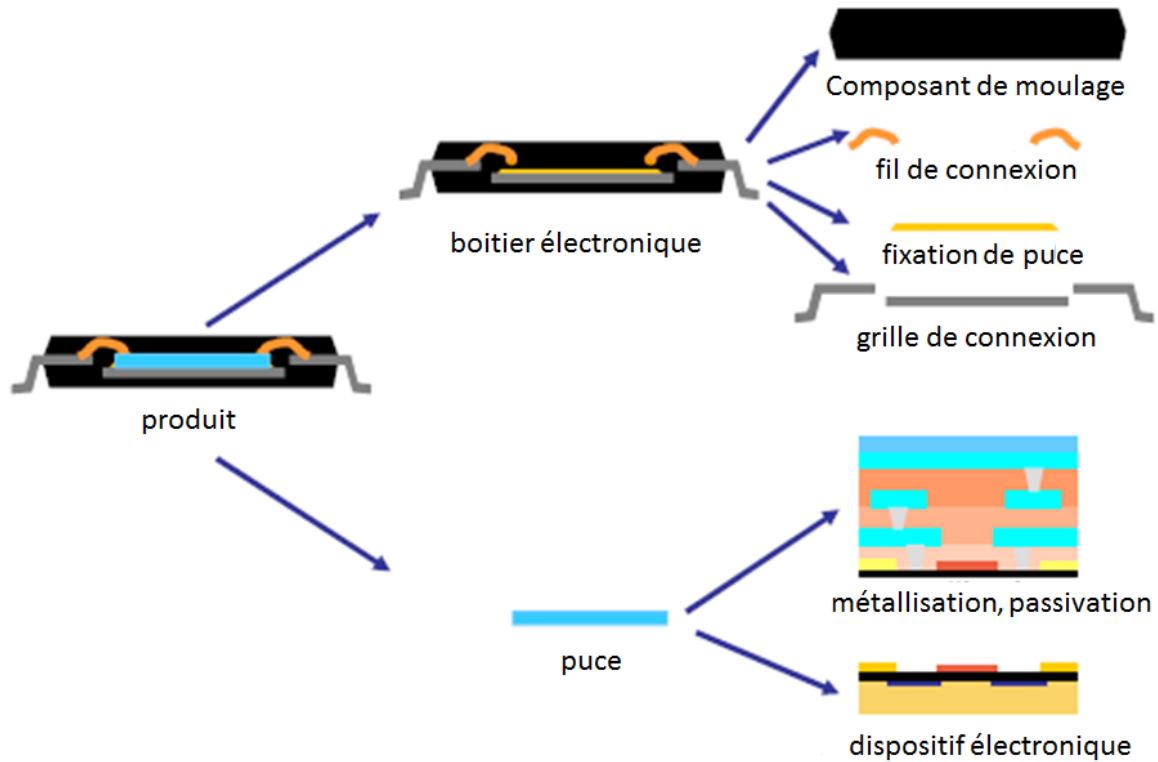 Composant de moulage
fil de connexion
boitier électronique
fixation de puce
grille de connexion
produit
métallisation, passivation
puce
dispositif électronique